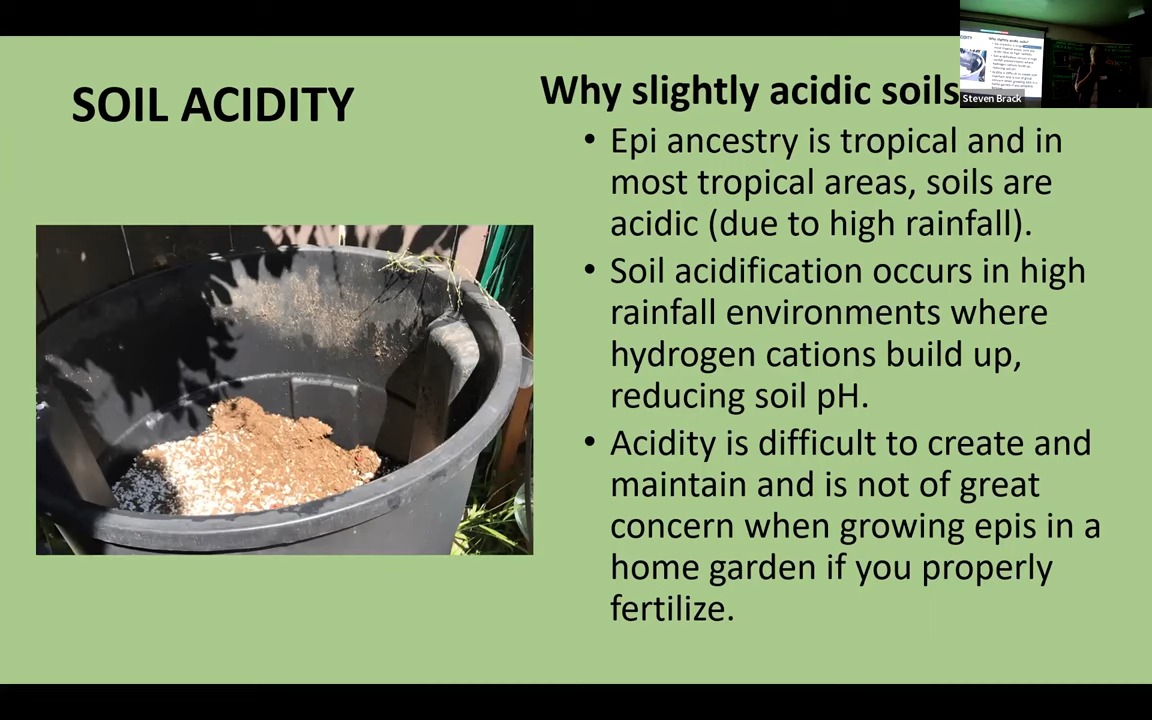 SOIL ACIDITY
Why slightly acidic soils
• Epi ancestry is tropical and in
most tropical areas, soils are
acidic (due to high rainfall).
• Soil acidification occurs in high
rainfall environments where
hydrogen cations build up,
reducing soil pH.
• Acidity is difficult to create and
maintain and is not of great
concern when growing epis in a
home garden if you properly
fertilize.
Steven Brack